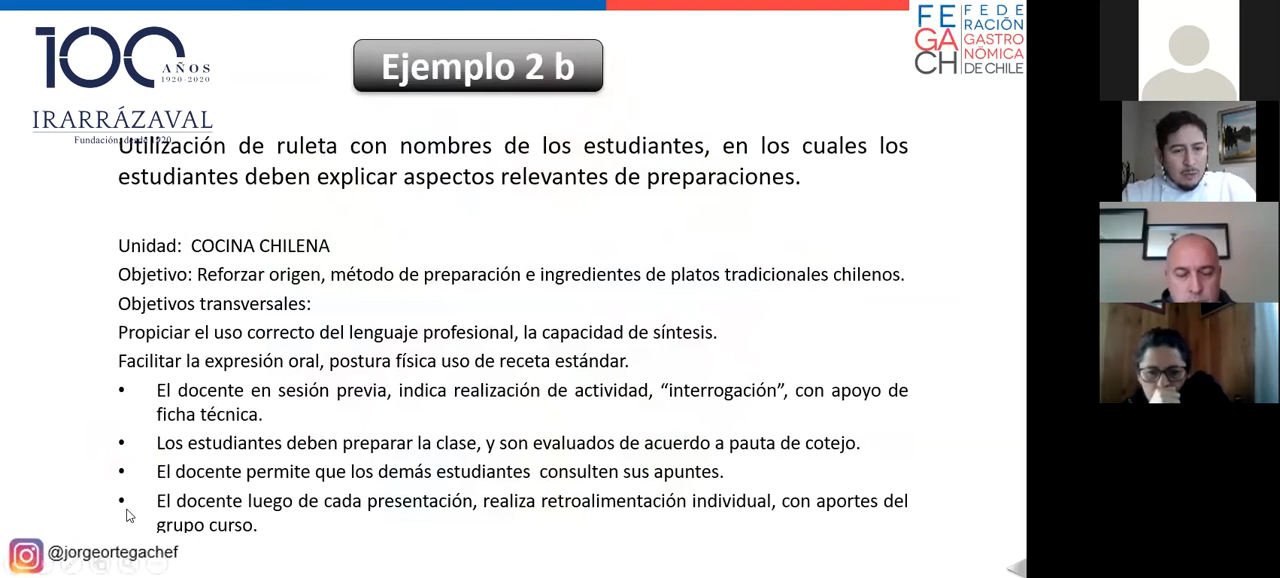 100
AÑOS
1920-2020
IRARRÁZAVAL
Fundación desde 1920
Ejemplo 2 b
FE
GA
CH
FEDE
RACIÓN
GASTRO
NÓMICA
DE CHILE
Utilización de ruleta con nombres de los estudiantes, en los cuales los
estudiantes deben explicar aspectos relevantes de preparaciones.
Unidad: COCINA CHILENA
Objetivo: Reforzar origen, método de preparación e ingredientes de platos tradicionales chilenos.
Objetivos transversales:
Propiciar el uso correcto del lenguaje profesional, la capacidad de síntesis.
Facilitar la expresión oral, postura física uso de receta estándar.
• El docente en sesión previa, indica realización de actividad, “interrogación”, con apoyo de
ficha técnica.
• Los estudiantes deben preparar la clase, y son evaluados de acuerdo a pauta de cotejo.
• El docente permite que los demás estudiantes consulten sus apuntes.
• El docente luego de cada presentación, realiza retroalimentación individual, con aportes del
grupo curso.
@jorgeortegachef